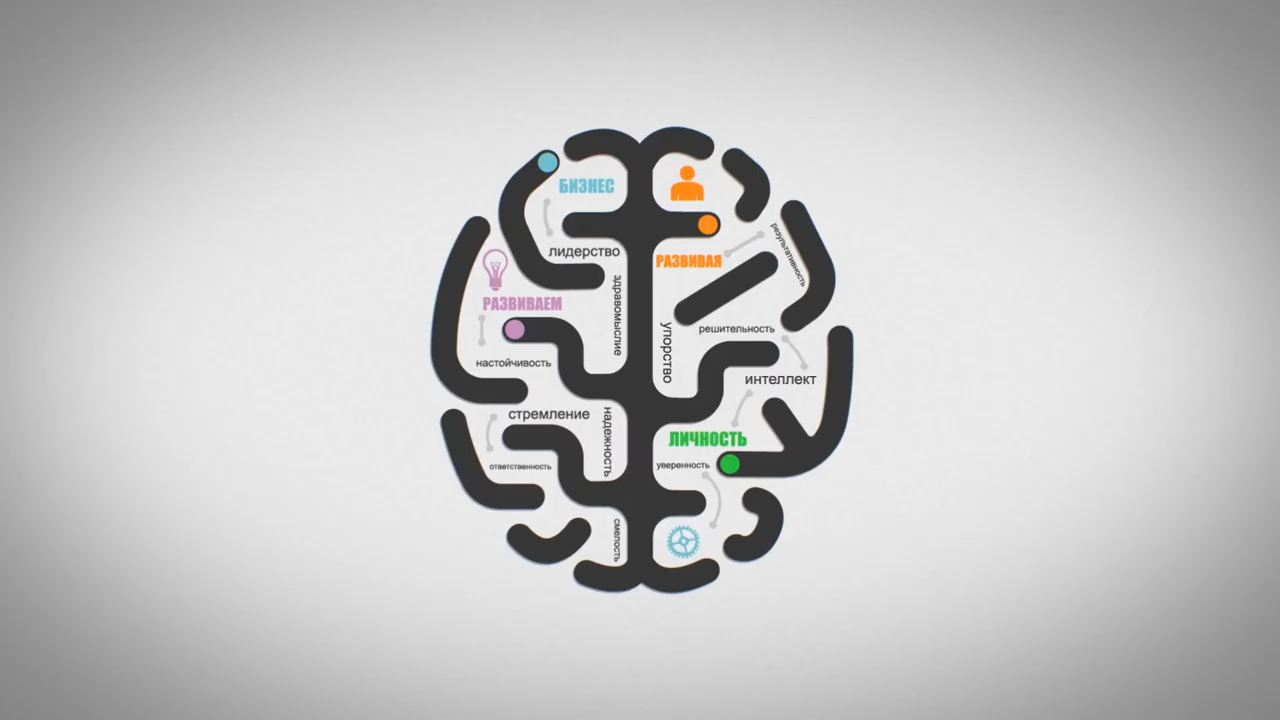 БИЗНЕС
лидерство
РАЗВИВАЕМ
здравомыслие
настойчивость
стремление
надежность
ответственность
смелость
результативность
РАЗВИВАЯ
упорство
решительность
интеллект
ЛИЧНОСТЬ
уверенность